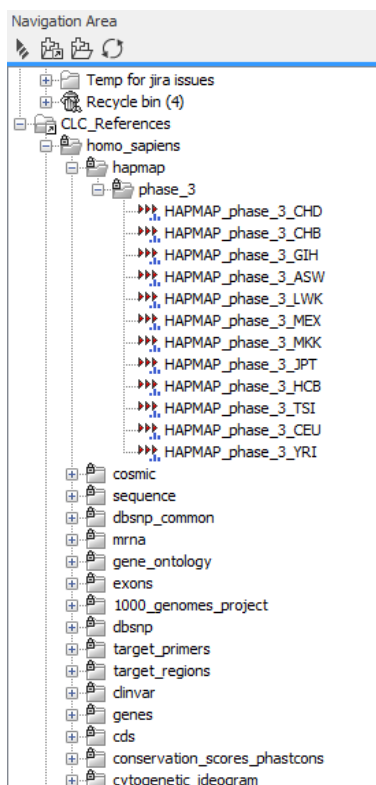 Navigation Area
Temp for jira issues
Recycle bin (4)
CLC_References
homo_sapiens
hapmap
phase_3
HAPMAP_phase_3_CHD
HAPMAP_phase_3_CHB
HAPMAP_phase_3_GIH
HAPMAP_phase_3_ASW
HAPMAP_phase_3_LWK
HAPMAP_phase_3_MEX
HAPMAP_phase_3_MKK
HAPMAP_phase_3_JPT
HAPMAP_phase_3_HCB
HAPMAP_phase_3_TSI
HAPMAP_phase_3_CEU
HAPMAP_phase_3_YRI
cosmic
sequence
dbsnp_common
mrna
gene_ontology
exons
1000_genomes_project
dbsnp
target_primers
target_regions
clinvar
genes
cds
conservation_scores_phastcons
cytogenetic_ideogram